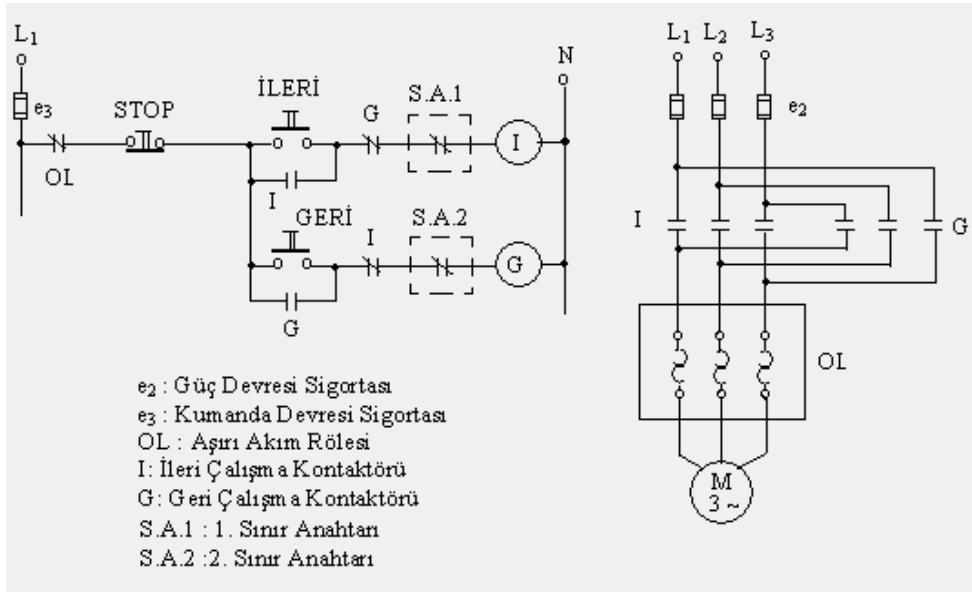 L1
e3
OL
STOP
İLERİ
I
G
S.A.1
I
N
GERİ
G
I
S.A.2
G
L1 L2 L3
e2
I
G
OL
M
3 ~
e2 : Güç Devresi Sigortası
e3 : Kumanda Devresi Sigortası
OL : Aşırı Akım Rölesi
I: İleri Çalışma Kontaktörü
G: Geri Çalışma Kontaktörü
S.A.1 : 1. Sınır Anahtarı
S.A.2 :2. Sınır Anahtarı